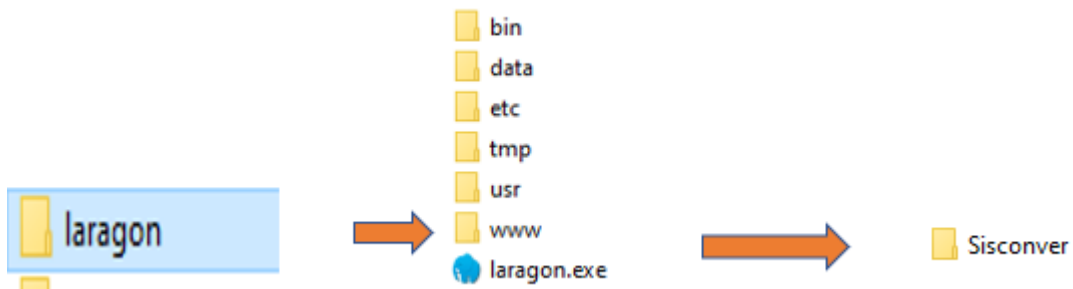 laragon
bin
data
etc
tmp
usr
www
laragon.exe
Sisconver